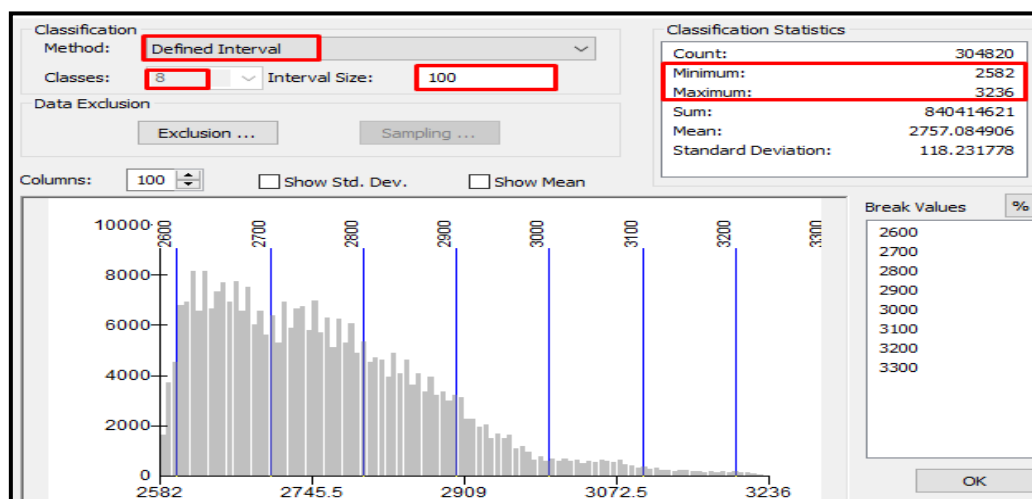 Classification
Method: Defined Interval
Classes: 8 Interval Size: 100
Data Exclusion
Exclusion ...
Sampling ...
Classification Statistics
Count: 304820
Minimum: 2582
Maximum: 3236
Sum: 840414621
Mean: 2757.084906
Standard Deviation: 118.231778
Columns: 100 Show Std. Dev. Show Mean
2600 2700 2800 2900 3000 3100 3200 3300
10000
8000
6000
4000
2000
0
2582 2745.5 2909 3072.5 3236
Break Values %
2600
2700
2800
2900
3000
3100
3200
3300
OK